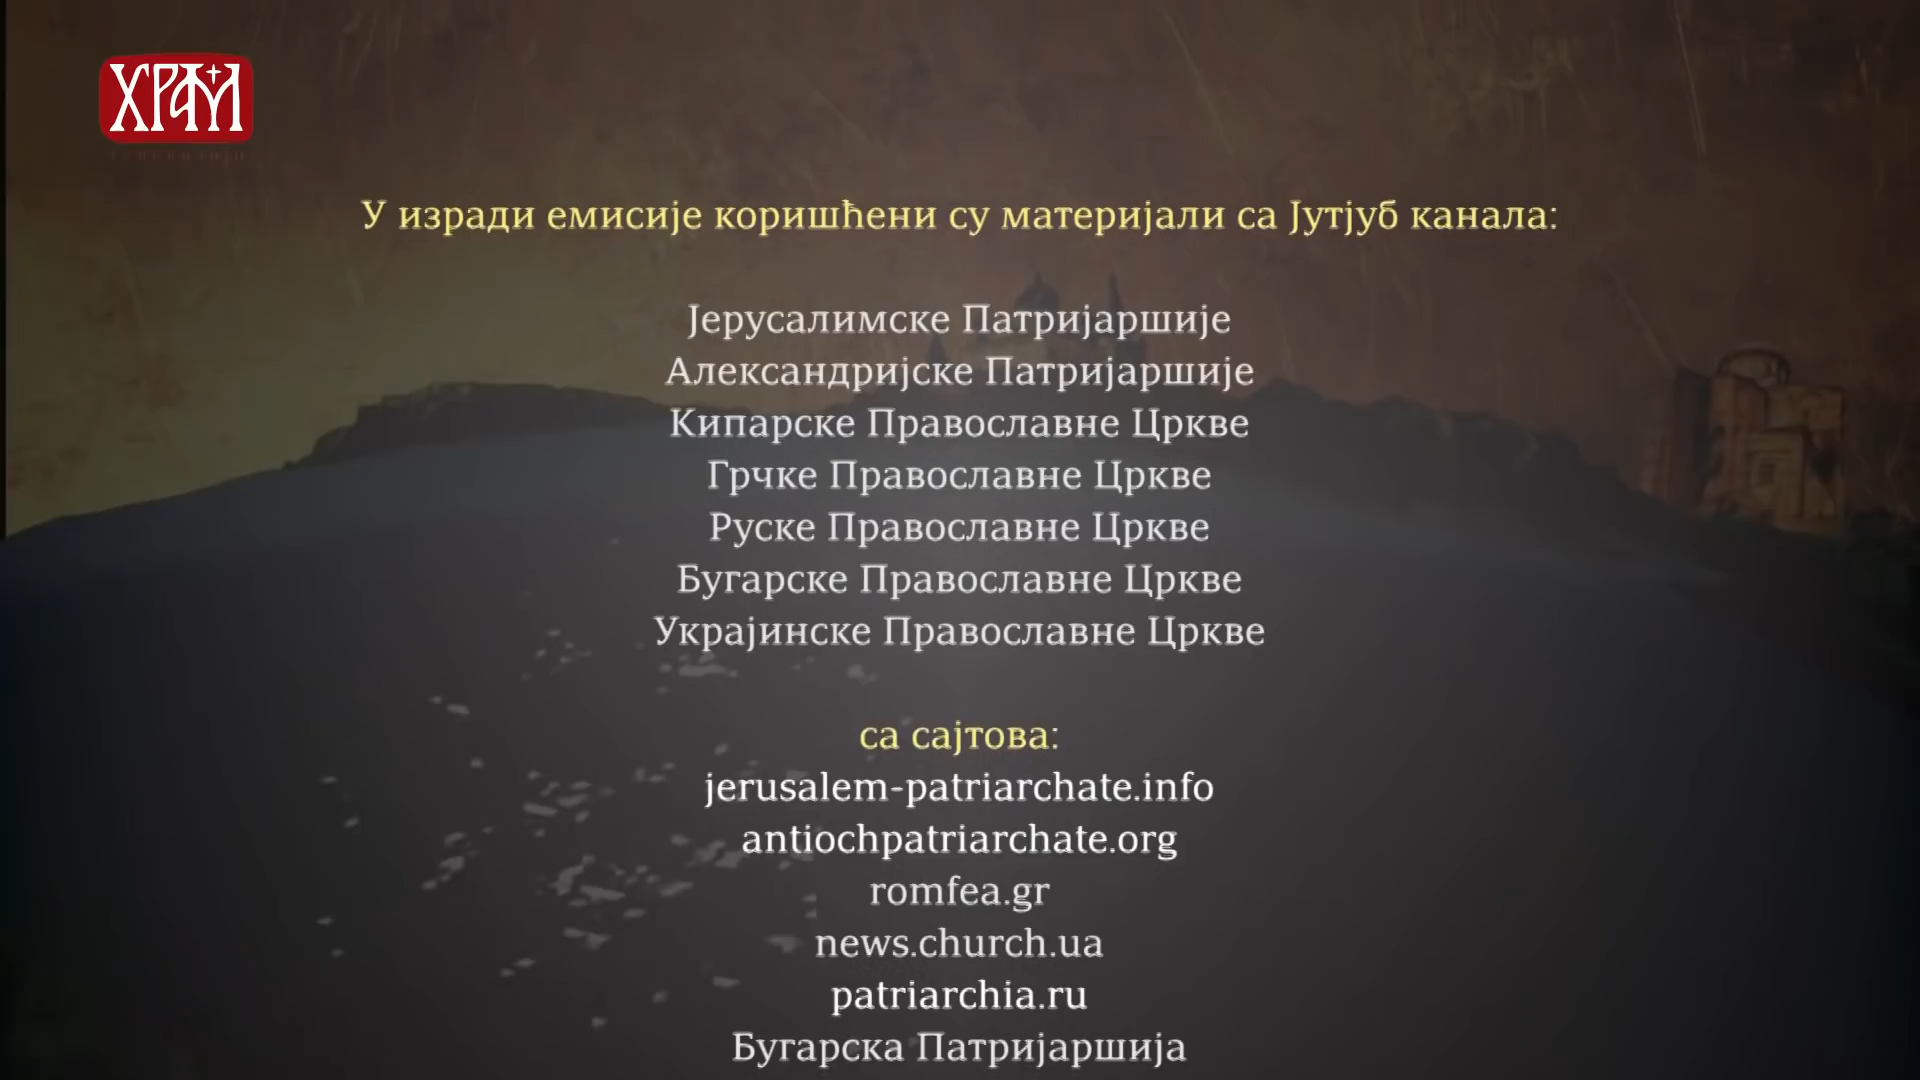 ХРАМ
У изради емисије коришћени су материјали са Јутјуб канала:
Јерусалимске Патријаршије
Александријске Патријаршије
Кипарске Православне Цркве
Грчке Православне Цркве
Руске Православне Цркве
Бугарске Православне Цркве
Украјинске Православне Цркве
са сајтова:
jerusalem-patriarchate.info
antiochpatriarchate.org
romfea.gr
news.church.ua
patriarchia.ru
Бугарска Патријаршија